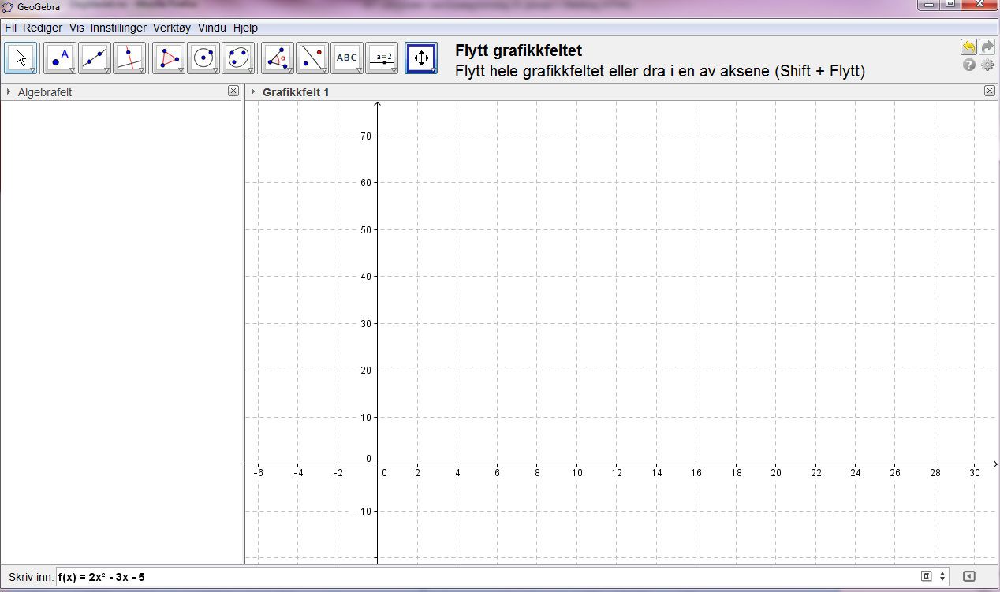 GeoGebra
Fil Rediger Vis Innstillinger Verktøy Vindu Hjelp
A
α
ABC
a=2
Flytt grafikkfeltet
Flytt hele grafikkfeltet eller dra i en av aksene (Shift + Flytt)
?
Algebrafelt
Grafikkfelt 1
70
60
50
40
30
20
10
0
-6 -4 -2 0 2 4 6 8 10 12 14 16 18 20 22 24 26 28 30
-10
Skriv inn: f(x) = 2x² - 3x - 5
α